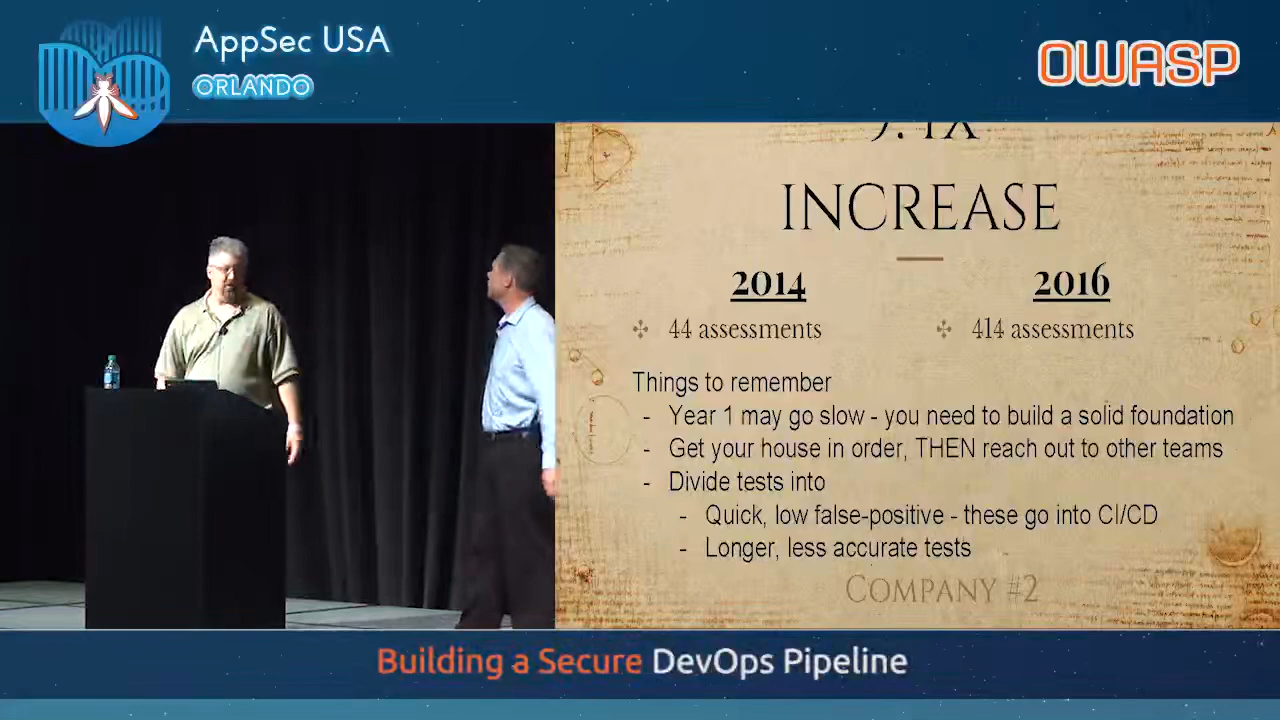 AppSec USA
ORLANDO
OWASP
INCREASE
2014
2016
44 assessments
414 assessments
Things to remember
- Year 1 may go slow - you need to build a solid foundation
- Get your house in order, THEN reach out to other teams
- Divide tests into
- Quick, low false-positive - these go into CI/CD
- Longer, less accurate tests
COMPANY #2
Building a Secure DevOps Pipeline